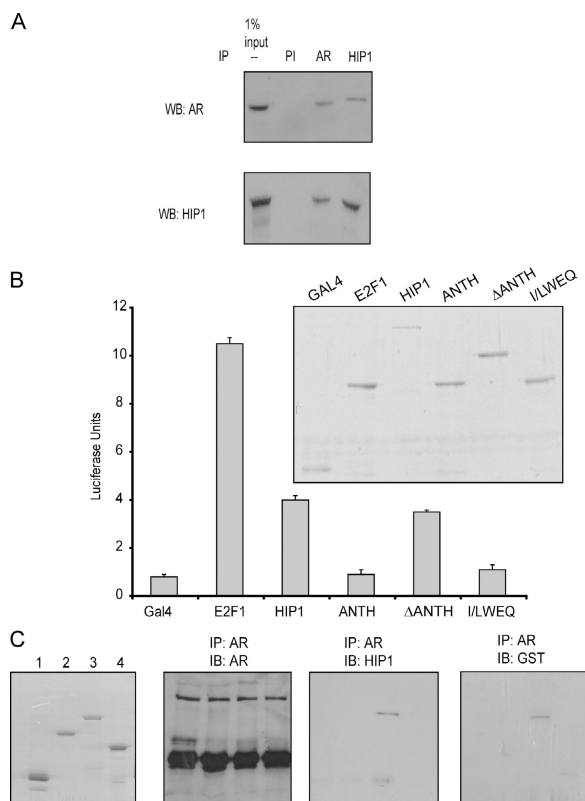 A
1%
input
IP -- PI AR HIP1
WB: AR
WB: HIP1
B
GAL4 E2F1 HIP1 ANTH ΔANTH I/LWEQ
12
10
8
6
4
2
0
Luciferase Units
Gal4 E2F1 HIP1 ANTH ΔANTH I/LWEQ
C
1 2 3 4
IP: AR
IB: AR
IP: AR
IB: HIP1
IP: AR
IB: GST